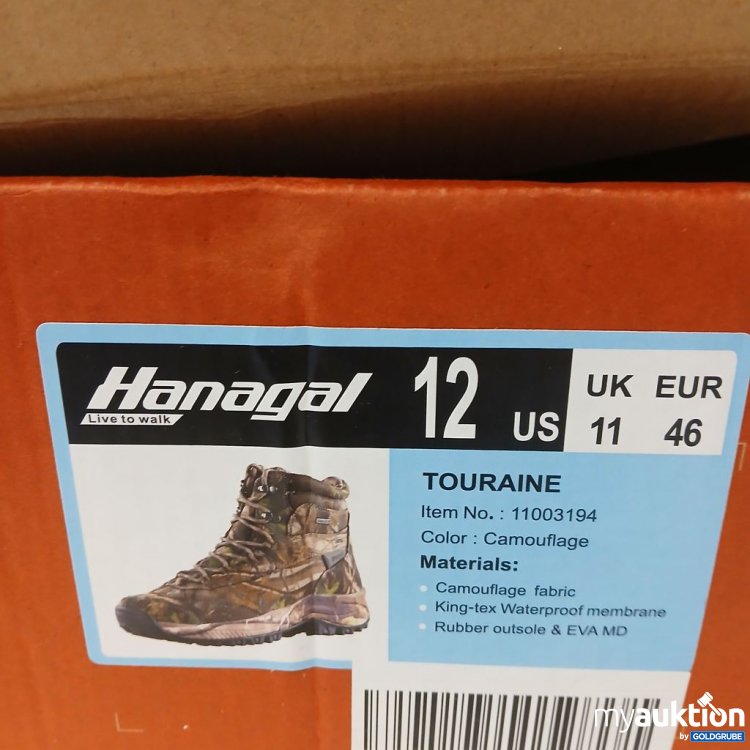 Hanagal
Live to walk
12 US
UK EUR
11 46
TOURAINE
Item No. : 11003194
Color : Camouflage
Materials:
• Camouflage fabric
• King-tex Waterproof membrane
• Rubber outsole & EVA MD
myauktion
by GOLDGRUBE